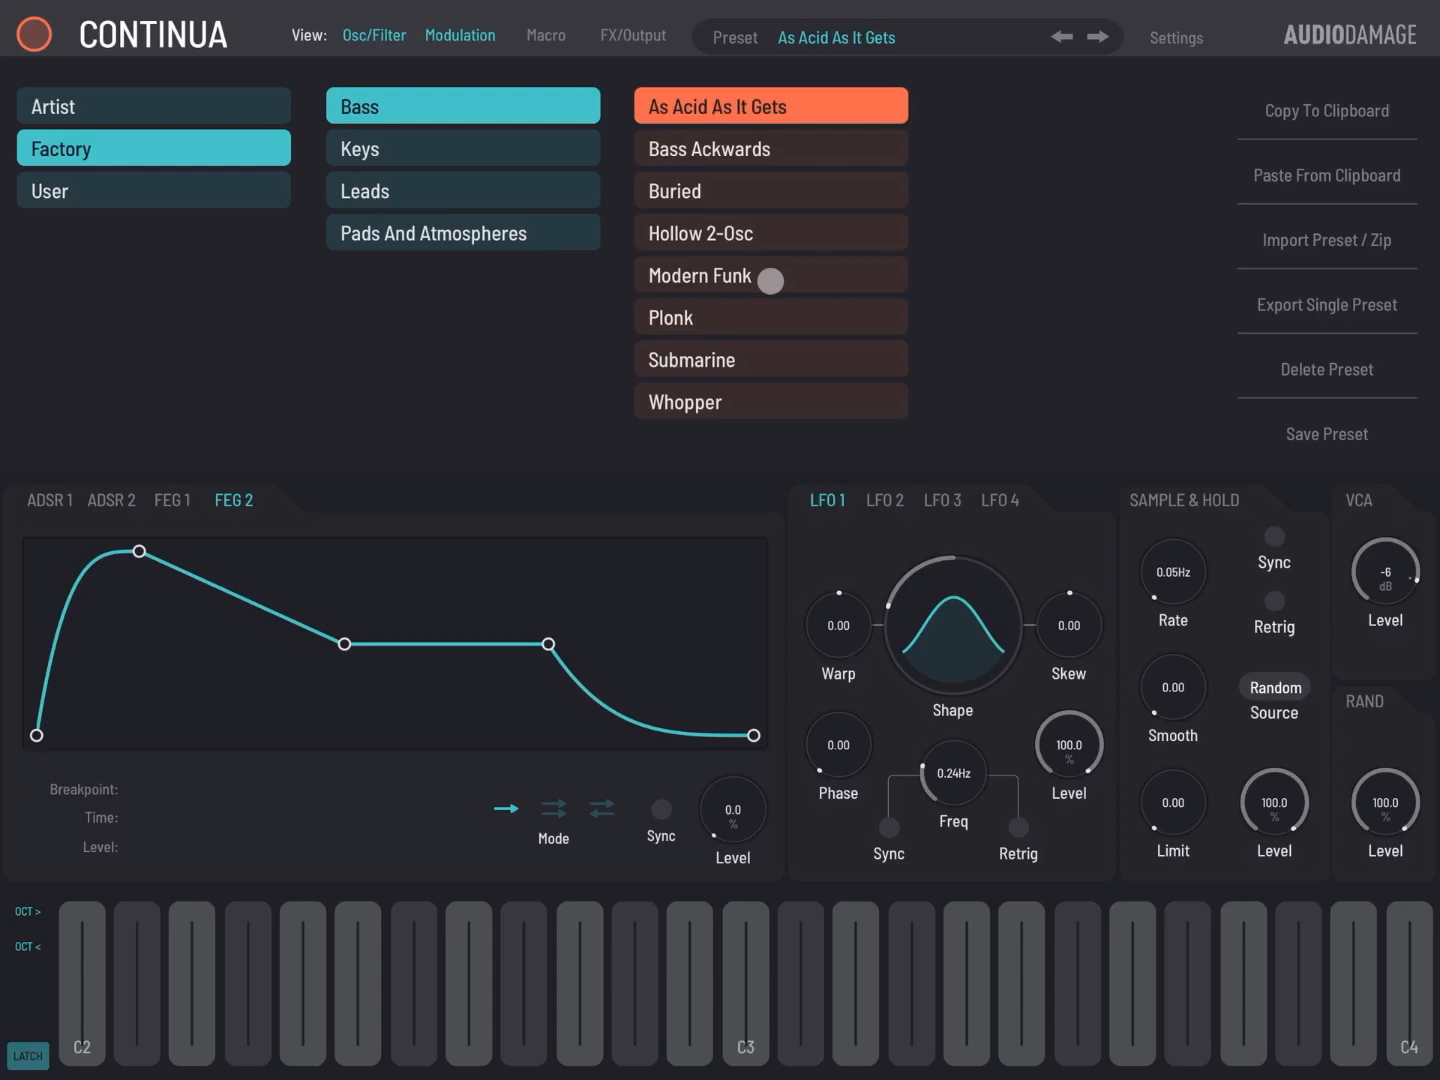 CONTINUA
View: Osc/Filter Modulation Macro FX/Output
Preset As Acid As It Gets
Settings
AUDIODAMAGE
Artist
Factory
User
Bass
Keys
Leads
Pads And Atmospheres
As Acid As It Gets
Bass Ackwards
Buried
Hollow 2-Osc
Modern Funk
Plonk
Submarine
Whopper
Copy To Clipboard
Paste From Clipboard
Import Preset / Zip
Export Single Preset
Delete Preset
Save Preset
ADSR 1 ADSR 2 FEG 1 FEG 2
Breakpoint:
Time:
Level:
Mode
Sync
0.0
%
Level
LFO 1 LFO 2 LFO 3 LFO 4
0.00
Warp
Shape
0.00
Skew
0.00
Phase
0.24Hz
Freq
100.0
%
Level
Sync
Retrig
SAMPLE & HOLD
0.05Hz
Rate
Sync
Retrig
0.00
Smooth
Random
Source
0.00
Limit
100.0
%
Level
VCA
-6
dB
Level
RAND
100.0
%
Level
OCT >
OCT <
LATCH
C2
C3
C4